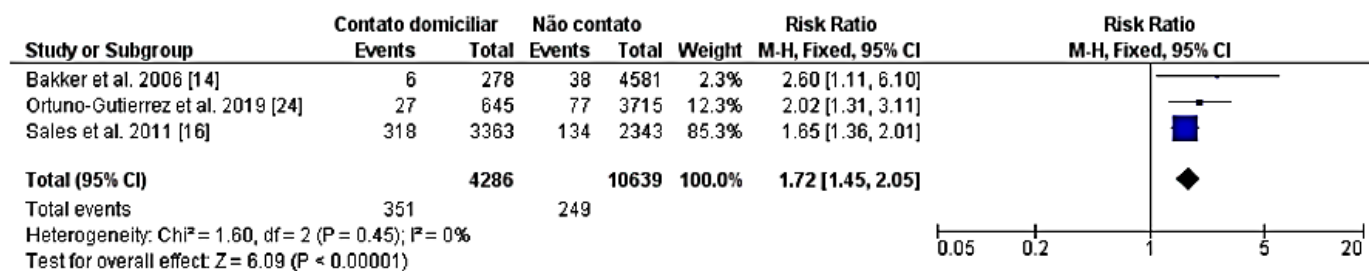 Contato domiciliar Não contato Risk Ratio Risk Ratio
Study or Subgroup Events Total Events Total Weight M-H, Fixed, 95% CI M-H, Fixed, 95% CI
Bakker et al. 2006 [14] 6 278 38 4581 2.3% 2.60 [1.11, 6.10]
Ortuno-Gutierrez et al. 2019 [24] 27 645 77 3715 12.3% 2.02 [1.31, 3.11]
Sales et al. 2011 [16] 318 3363 134 2343 85.3% 1.65 [1.36, 2.01]
Total (95% CI) 4286 10639 100.0% 1.72 [1.45, 2.05]
Total events 351 249
Heterogeneity: Chi² = 1.60, df = 2 (P = 0.45); I² = 0%
Test for overall effect: Z = 6.09 (P < 0.00001)
0.05 0.2 1 5 20